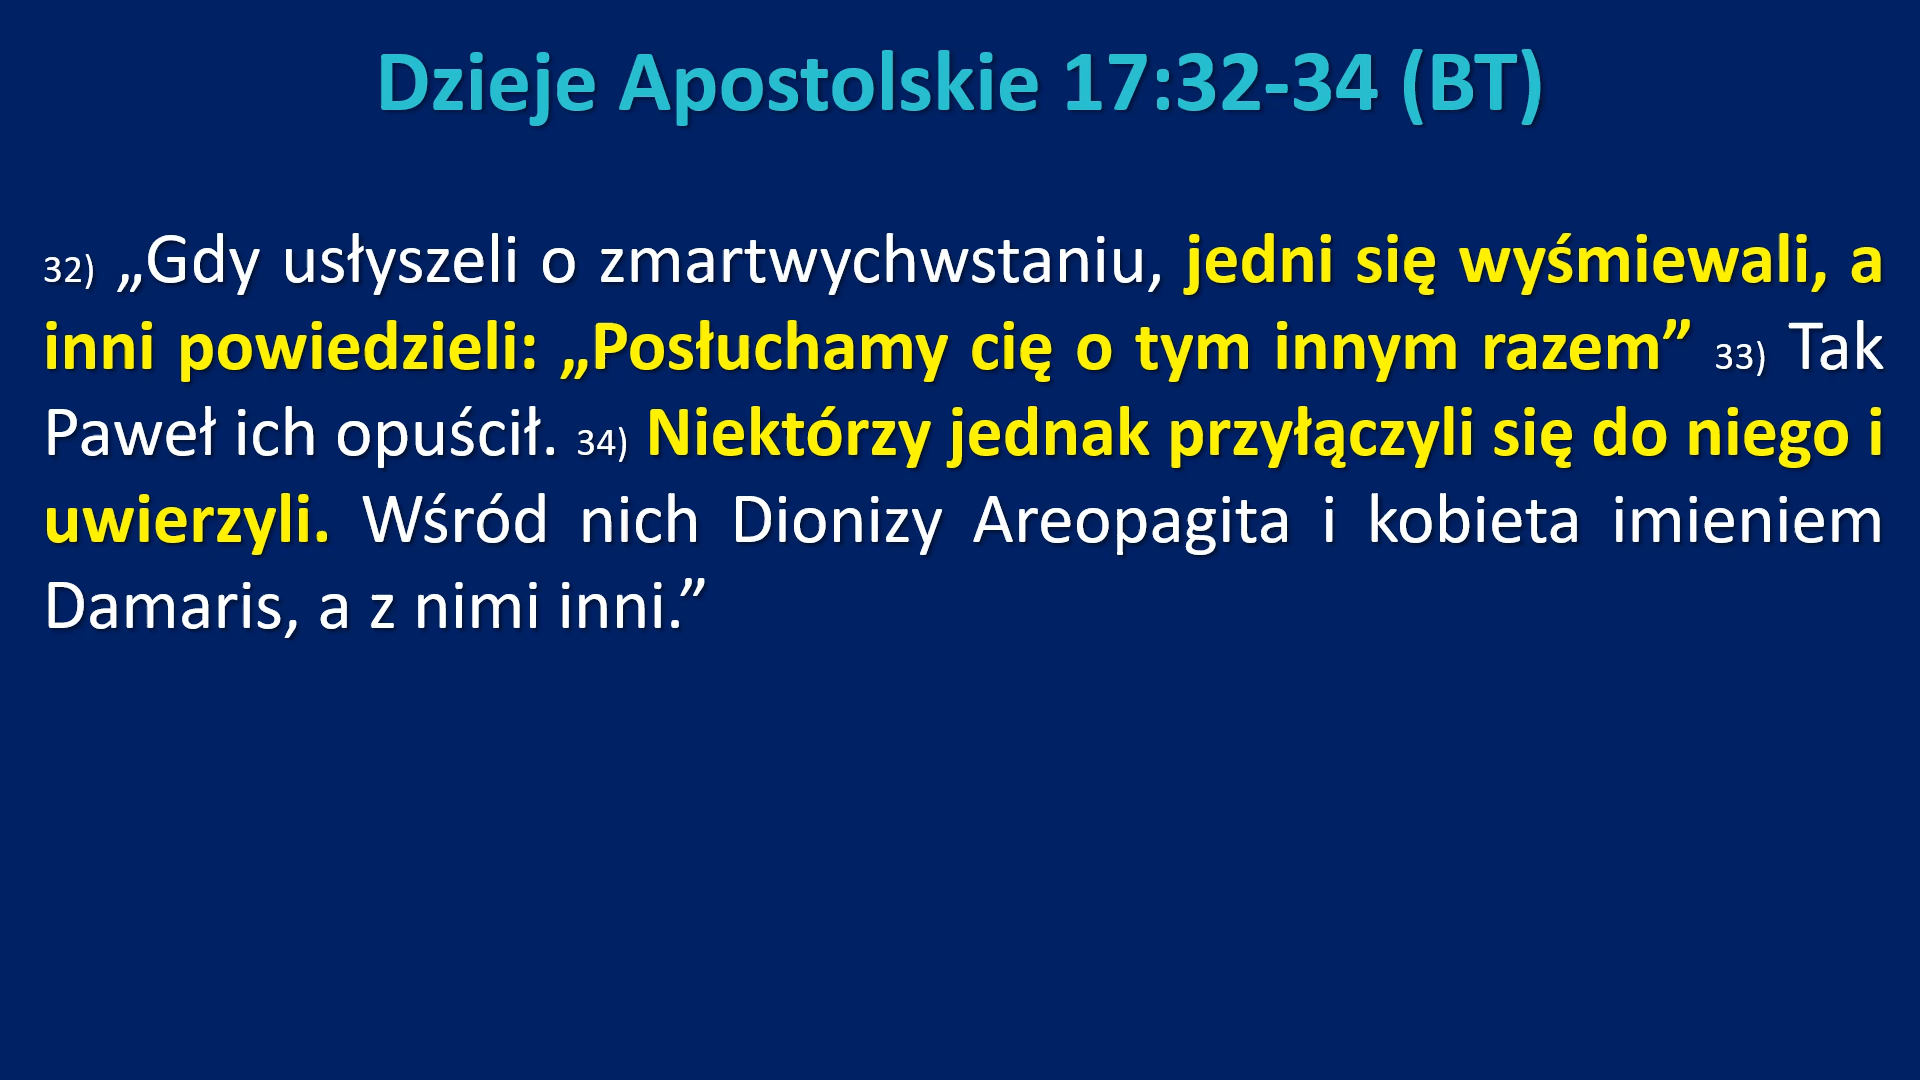 Dzieje Apostolskie 17:32-34 (BT)
32) „Gdy usłyszeli o zmartwychwstaniu, jedni się wyśmiewali, a
inni powiedzieli: „Posłuchamy cię o tym innym razem” 33) Tak
Paweł ich opuścił. 34) Niektórzy jednak przyłączyli się do niego i
uwierzyli. Wśród nich Dionizy Areopagita i kobieta imieniem
Damaris, a z nimi inni.”